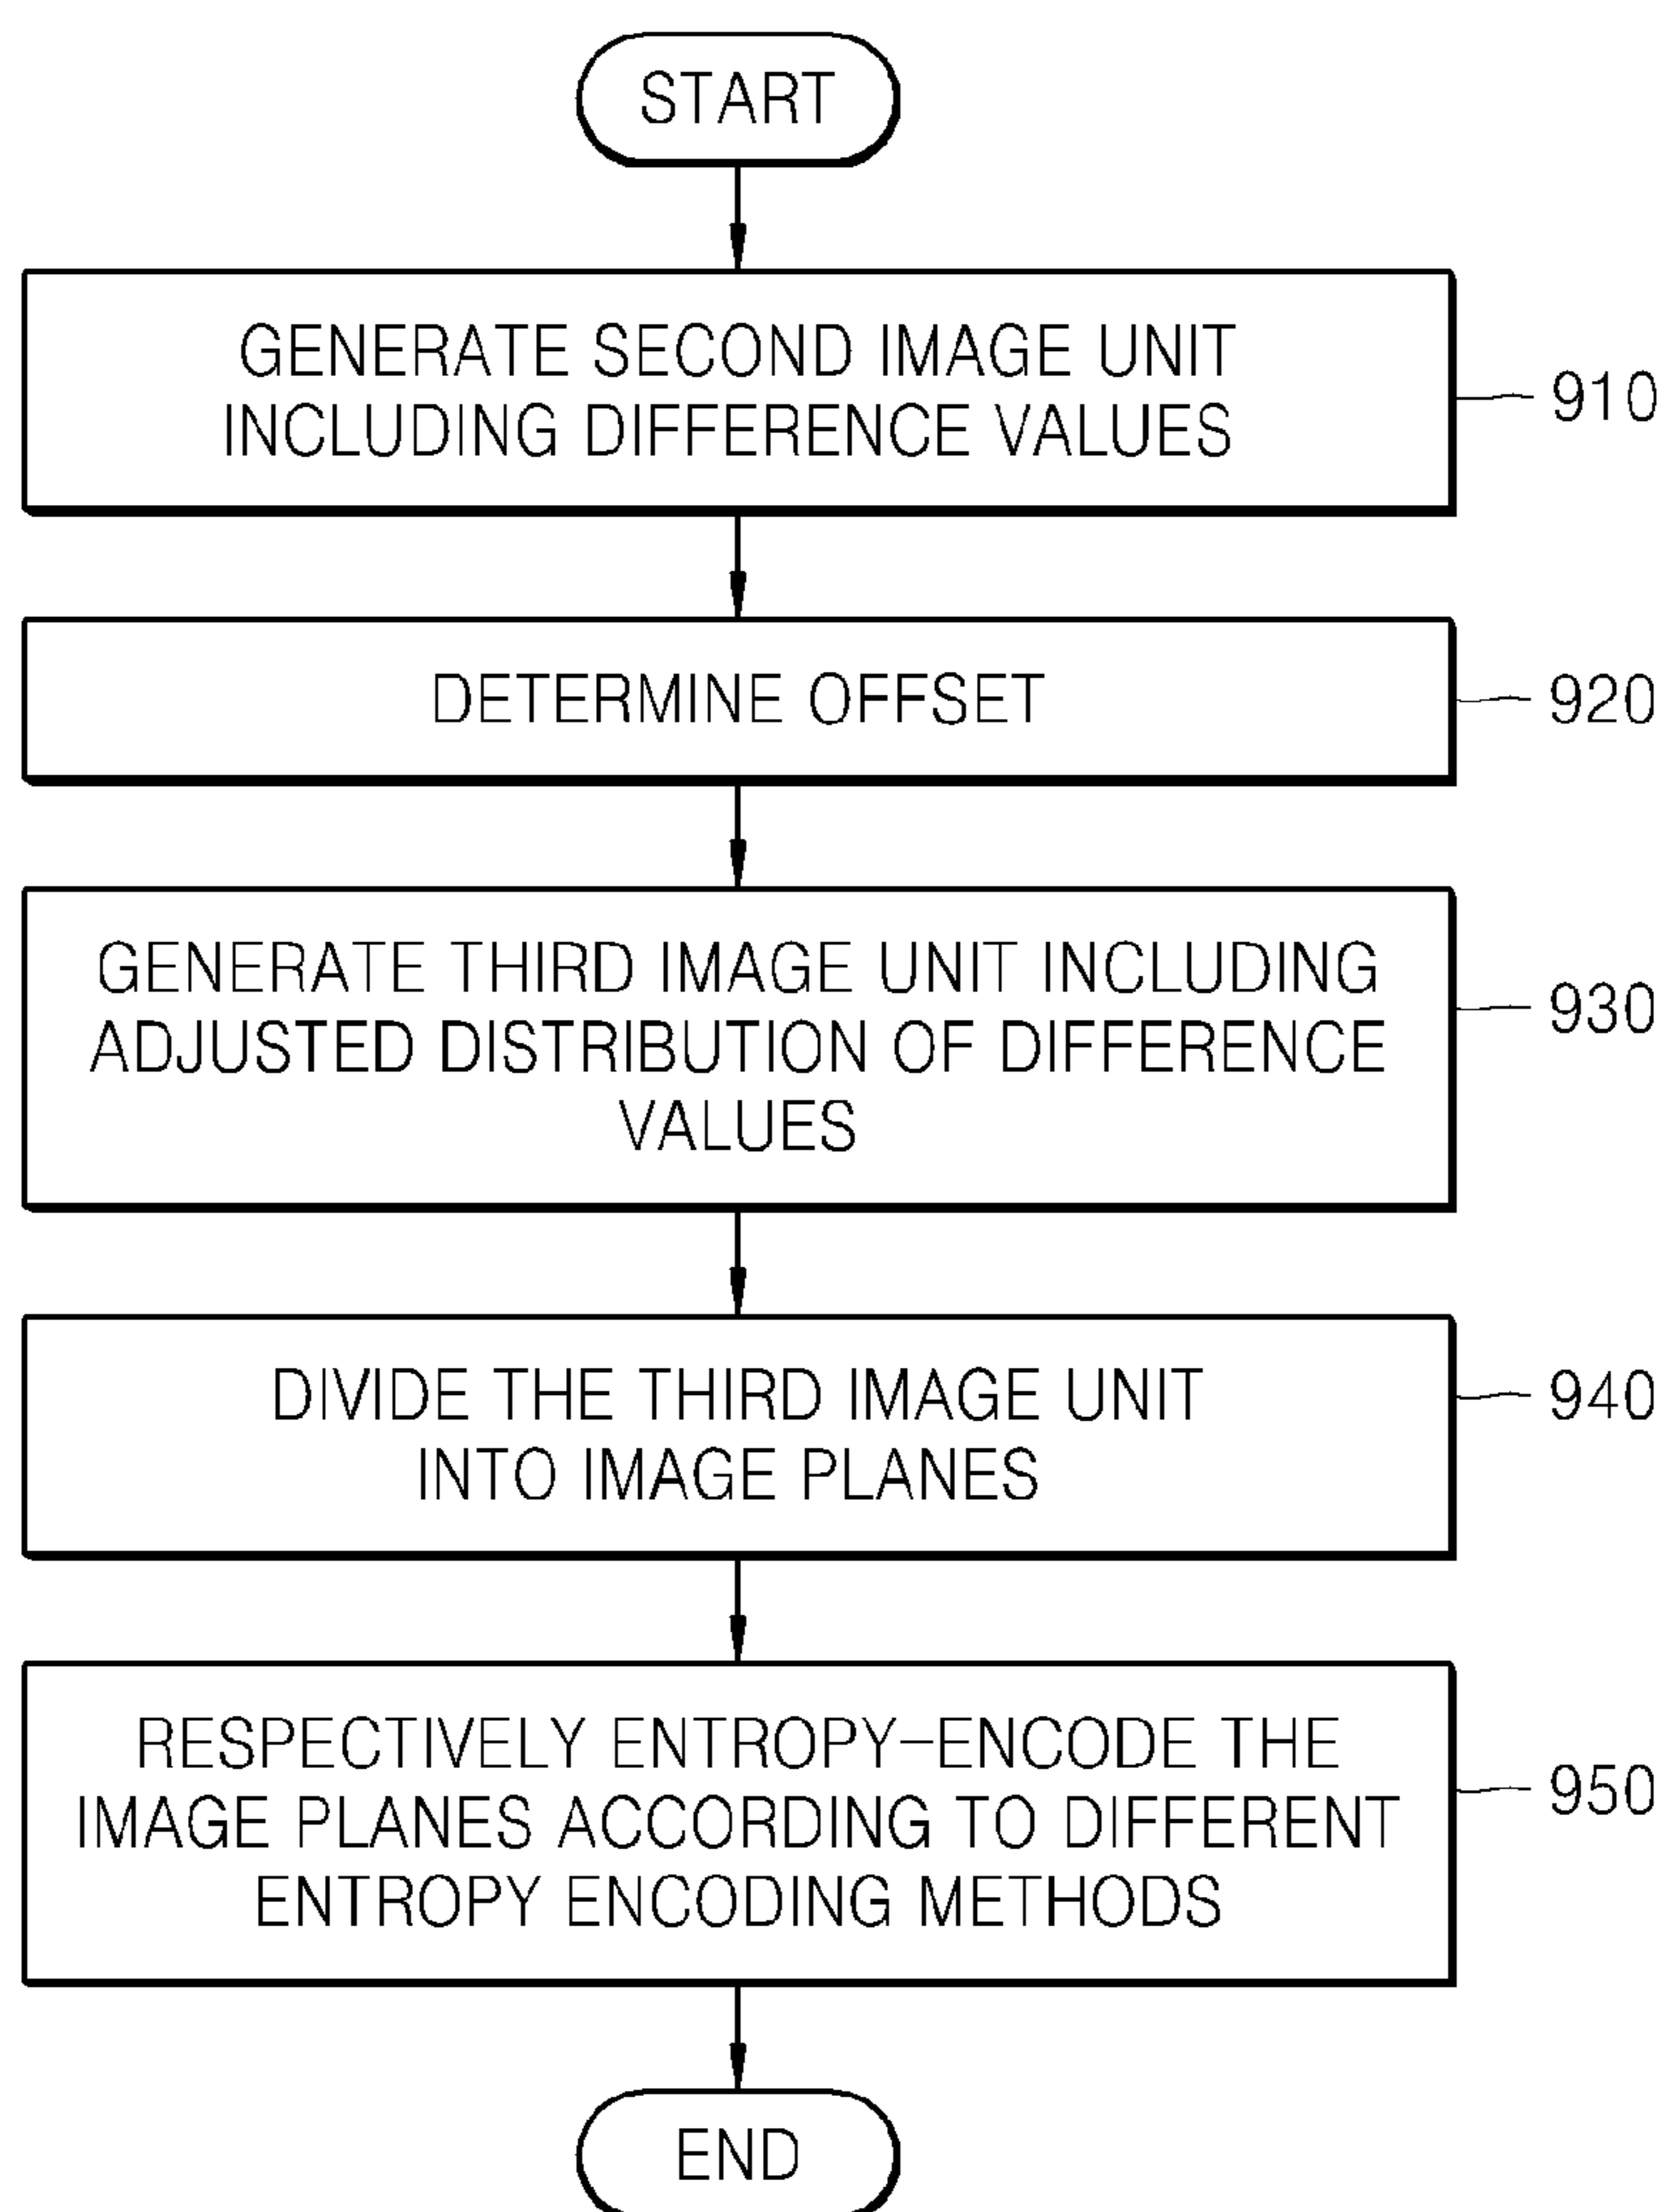 START
GENERATE SECOND IMAGE UNIT
INCLUDING DIFFERENCE VALUES
910
DETERMINE OFFSET
920
GENERATE THIRD IMAGE UNIT INCLUDING
ADJUSTED DISTRIBUTION OF DIFFERENCE
VALUES
930
DIVIDE THE THIRD IMAGE UNIT
INTO IMAGE PLANES
940
RESPECTIVELY ENTROPY-ENCODE THE
IMAGE PLANES ACCORDING TO DIFFERENT
ENTROPY ENCODING METHODS
950
END